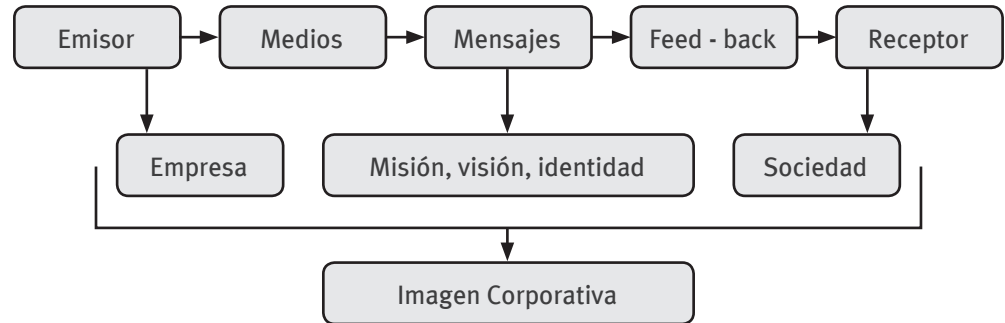 Emisor
Medios
Mensajes
Feed - back
Receptor
Empresa
Misión, visión, identidad
Sociedad
Imagen Corporativa